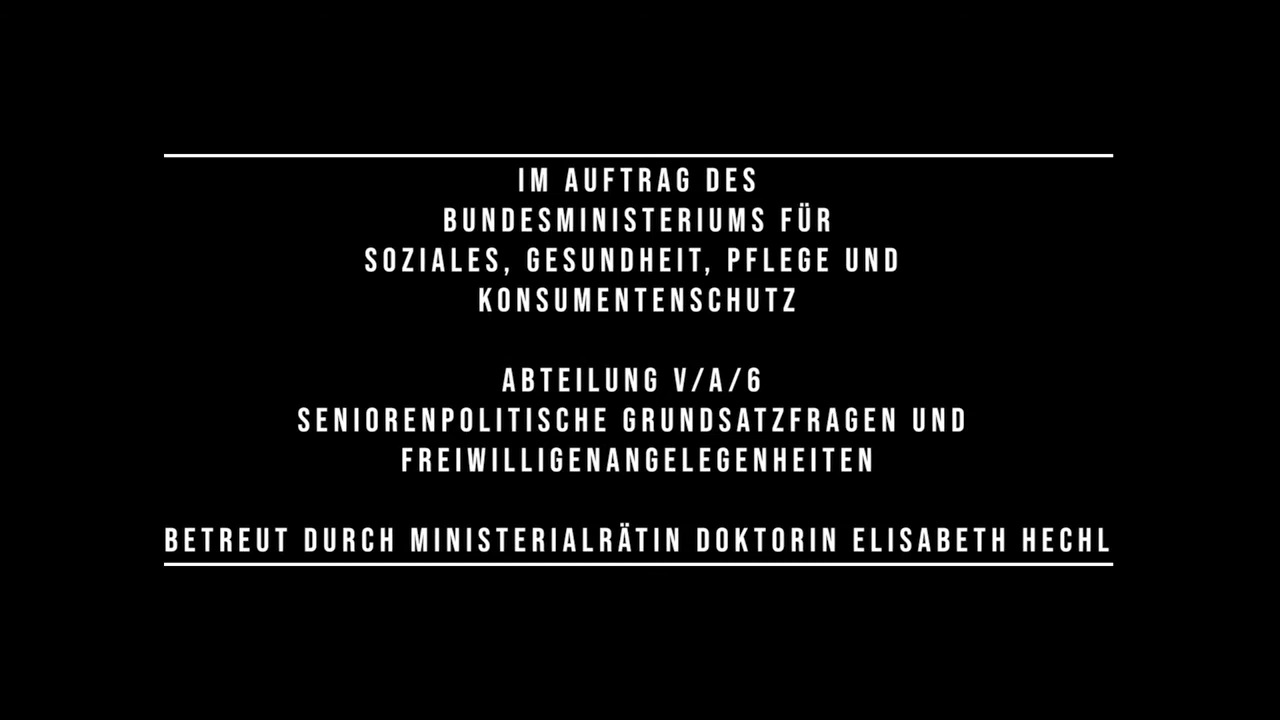 IM AUFTRAG DES
BUNDESMINISTERIUMS FÜR
SOZIALES, GESUNDHEIT, PFLEGE UND
KONSUMENTENSCHUTZ
ABTEILUNG V/A/6
SENIORENPOLITISCHE GRUNDSATZFRAGEN UND
FREIWILLIGENANGELEGENHEITEN
BETREUT DURCH MINISTERIALRÄTIN DOKTORIN ELISABETH HECHL